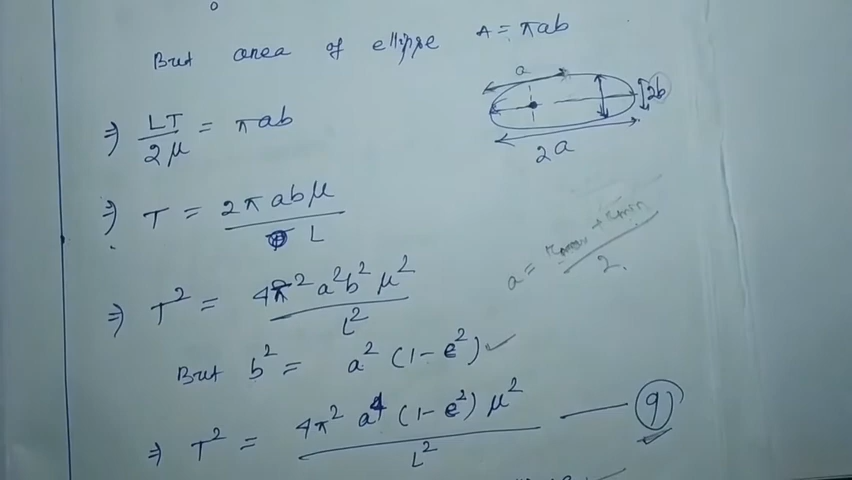 But area of ellipse A = πab
a
2b
2a
⇒ LT/2μ = πab
⇒ T = 2πabμ/L
a = rmax + rmin/2.
⇒ T² = 4π²a²b²μ²/L²
But b² = a²(1-e²)
⇒ T² = 4π²a⁴(1-e²)μ²/L² — 9